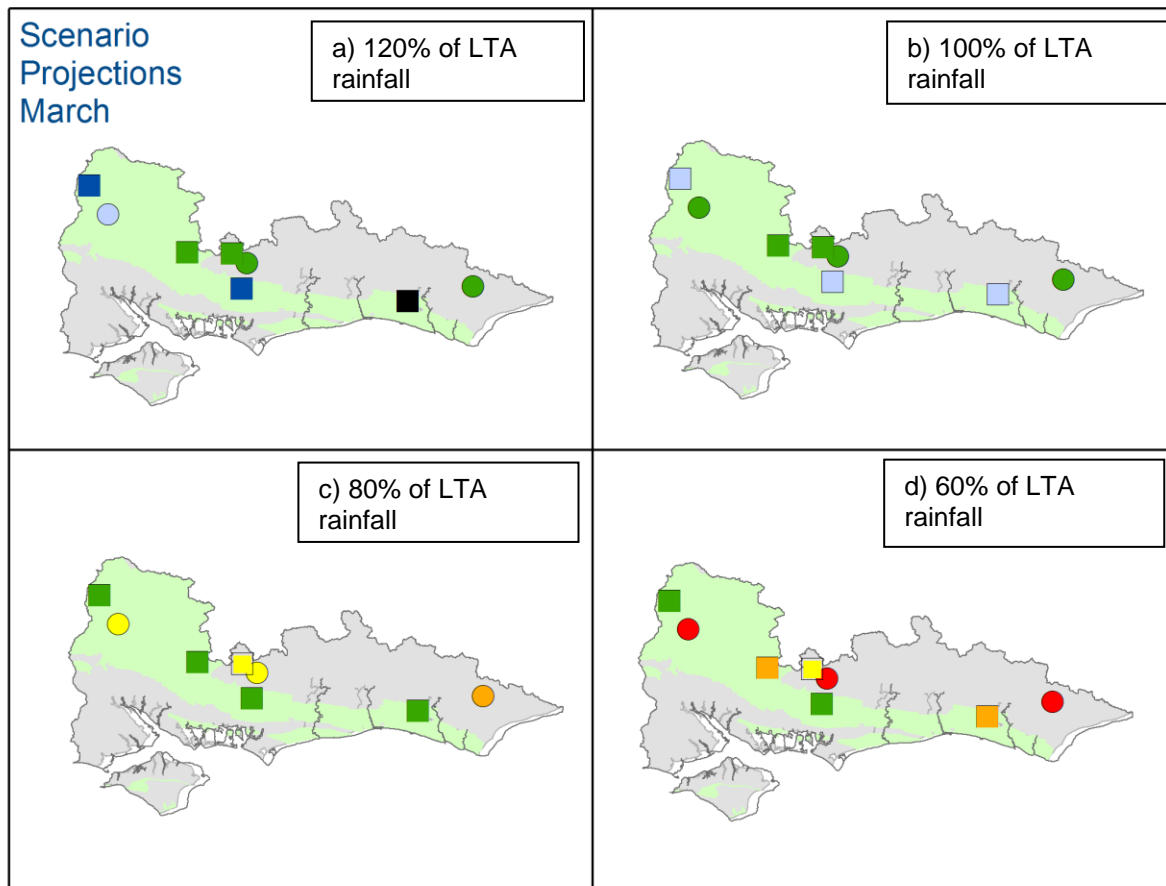 Scenario
Projections
March
a) 120% of LTA
rainfall
b) 100% of LTA
rainfall
c) 80% of LTA
rainfall
d) 60% of LTA
rainfall